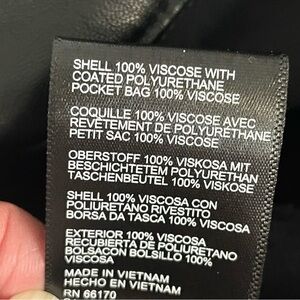 SHELL 100% VISCOSE WITH
COATED POLYURETHANE
POCKET BAG 100% VISCOSE
COQUILLE 100% VISCOSE AVEC
REVÊTEMENT DE POLYURETHANE
PETIT SAC 100% VISCOSE
OBERSTOFF 100% VISKOSA MIT
BESCHICHTETEM POLYURETHAN
TASCHENBEUTEL 100% VISKOSE
SHELL 100% VISCOSA CON
POLIURETANO RIVESTITO
BORSA DA TASCA 100% VISCOSA
EXTERIOR 100% VISCOSA
RECUBIERTA DE POLIURETANO
BOLSACON BOLSILLO 100%
VISCOSA
MADE IN VIETNAM
HECHO EN VIETNAM
RN 66170